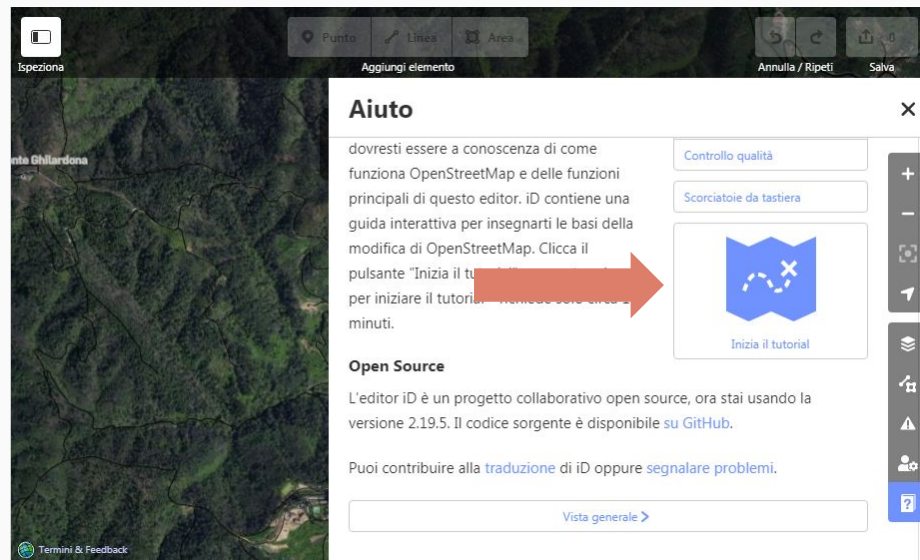 Punto
Linea
Area
0
Ispeziona
Aggiungi elemento
Annulla / Ripeti
Salva
Aiuto
nte Ghilardona
dovresti essere a conoscenza di come
funziona OpenStreetMap e delle funzioni
principali di questo editor. iD contiene una
guida interattiva per insegnarti le basi della
modifica di OpenStreetMap. Clicca il
pulsante "Inizia il
per iniziare il
minuti.
Controllo qualità
Scorciatoie da tastiera
Inizia il tutorial
Open Source
L'editor iD è un progetto collaborativo open source, ora stai usando la
versione 2.19.5. Il codice sorgente è disponibile su GitHub.
Puoi contribuire alla traduzione di iD oppure segnalare problemi.
Vista generale >
Termini & Feedback